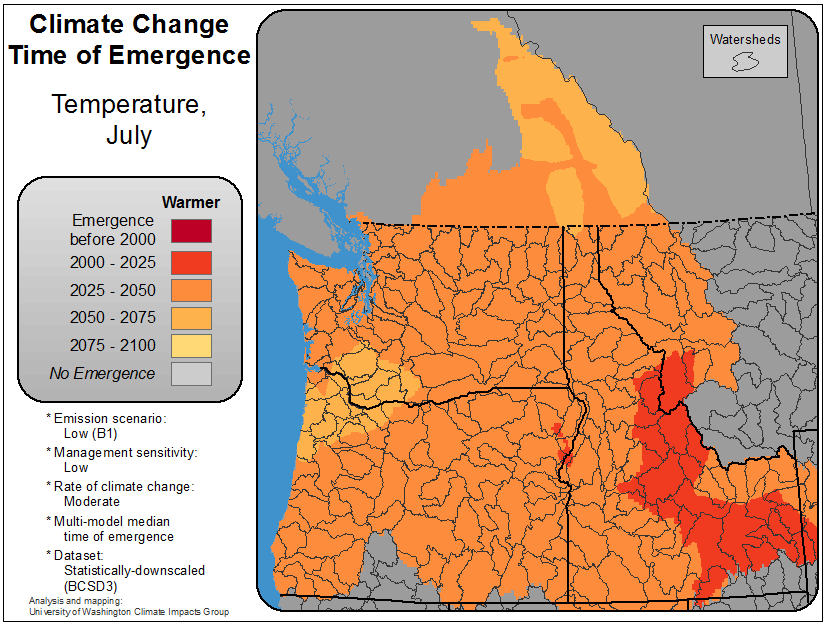 Climate Change
Time of Emergence
Temperature,
July
Warmer
Emergence
before 2000
2000 - 2025
2025 - 2050
2050 - 2075
2075 - 2100
No Emergence
* Emission scenario:
Low (B1)
* Management sensitivity:
Low
* Rate of climate change:
Moderate
* Multi-model median
time of emergence
* Dataset:
Statistically-downscaled
(BCSD3)
Analysis and mapping:
University of Washington Climate Impacts Group
Watersheds